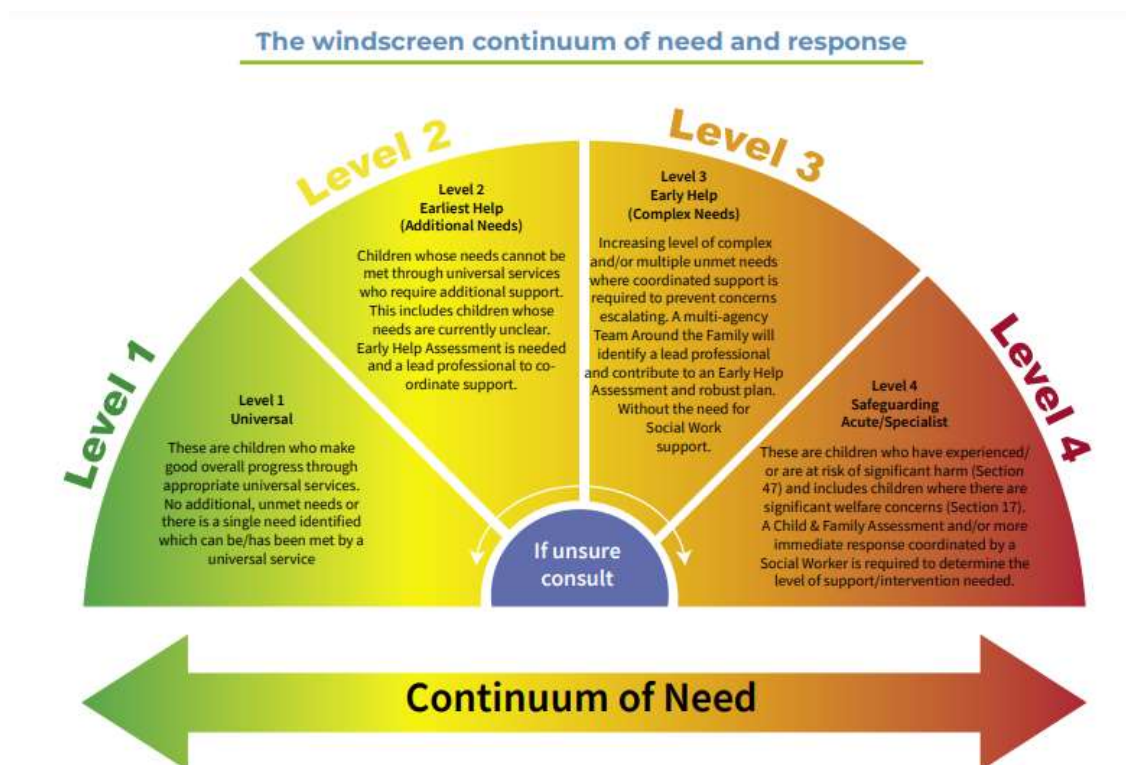 The windscreen continuum of need and response
Level 1
Level 2
Level 3
Level 4
Level 1
Universal
These are children who make
good overall progress through
appropriate universal services.
No additional, unmet needs or
there is a single need identified
which can be/has been met by a
universal service
Level 2
Earliest Help
(Additional Needs)
Children whose needs cannot be
met through universal services
who require additional support.
This includes children whose
needs are currently unclear.
Early Help Assessment is needed
and a lead professional to co-
ordinate support.
Level 3
Early Help
(Complex Needs)
Increasing level of complex
and/or multiple unmet needs
where coordinated support is
required to prevent concerns
escalating. A multi-agency
Team Around the Family will
identify a lead professional
and contribute to an Early Help
Assessment and robust plan.
Without the need for
Social Work
support.
Level 4
Safeguarding
Acute/Specialist
These are children who have experienced/
or are at risk of significant harm (Section
47) and includes children where there are
significant welfare concerns (Section 17).
A Child & Family Assessment and/or more
immediate response coordinated by a
Social Worker is required to determine the
level of support/intervention needed.
If unsure
consult
Continuum of Need